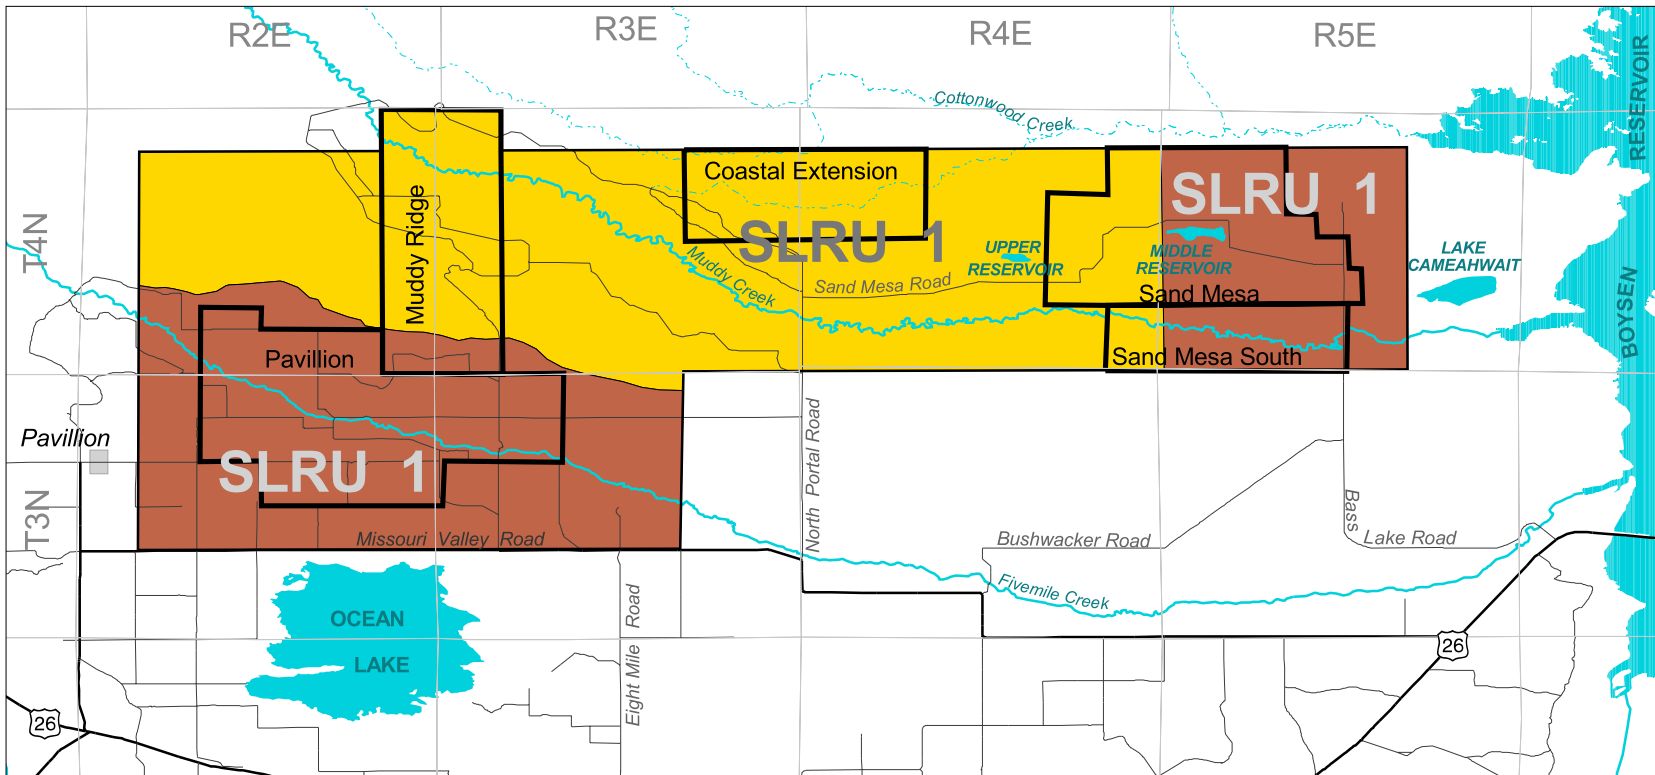 R2E
R3E
R4E
R5E
RESERVOIR
BOYSEN
Cottonwood Creek
Coastal Extension
SLRU 1
SLRU 1
T4N
Muddy Ridge
Muddy Creek
UPPER
RESERVOIR
MIDDLE
RESERVOIR
LAKE
CAMEAHWAIT
Sand Mesa Road
Sand Mesa
Pavillion
Sand Mesa South
Pavillion
SLRU 1
T3N
North Portal Road
Missouri Valley Road
Bushwacker Road
Bass
Lake Road
Fivemile Creek
OCEAN
LAKE
Eight Mile Road
26
26